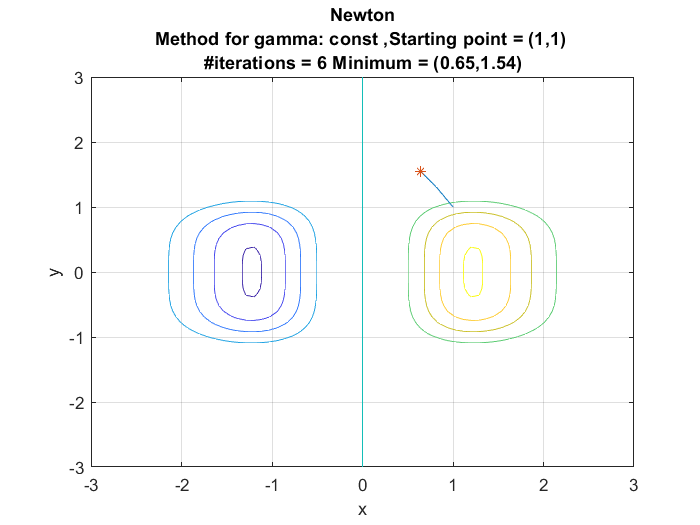 Newton
Method for gamma: const ,Starting point = (1,1)
#iterations = 6 Minimum = (0.65,1.54)
3
2
1
0
-1
-2
-3
y
-3 -2 -1 0 1 2 3
x